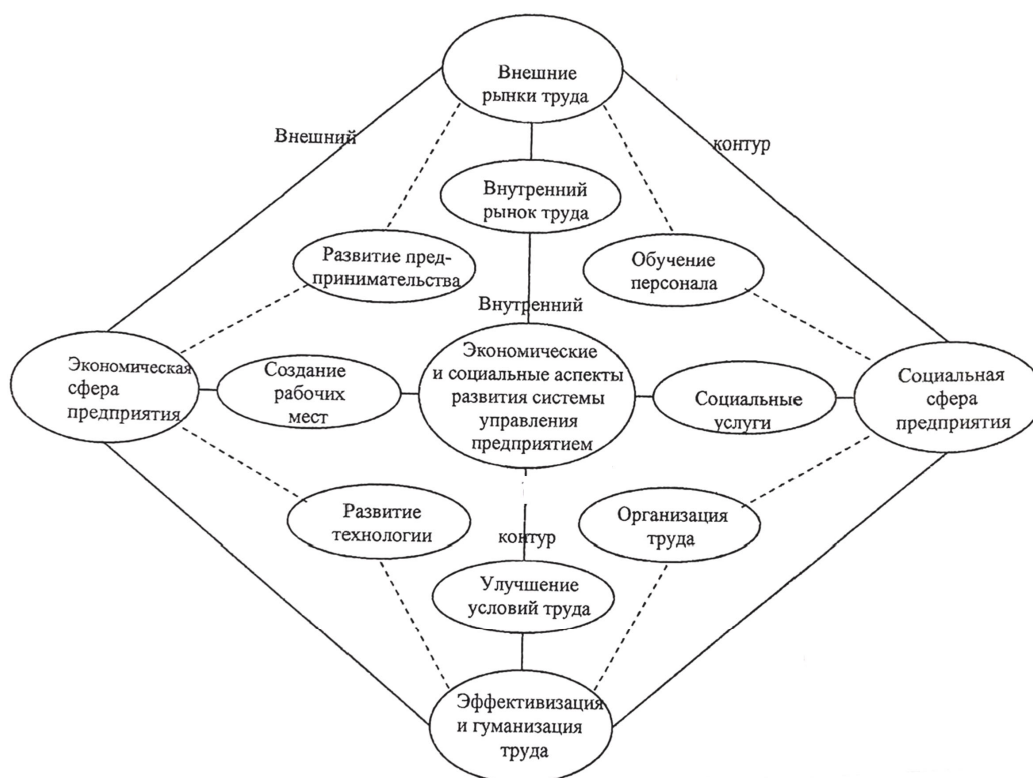 Внешние
рынки труда
Внешний
контур
Внутренний
рынок труда
Развитие пред-
принимательства
Обучение
персонала
Внутренний
Экономическая
сфера
предприятия
Создание
рабочих
мест
Экономические
и социальные аспекты
развития системы
управления
предприятием
Социальные
услуги
Социальная
сфера
предприятия
Развитие
технологии
Организация
труда
контур
Улучшение
условий труда
Эффективизация
и гуманизация
труда